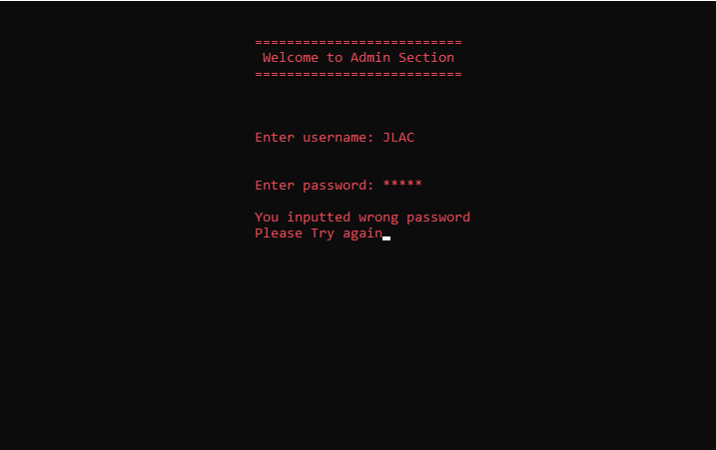 ==========================
Welcome to Admin Section
==========================
Enter username: JLAC
Enter password: *****
You inputted wrong password
Please Try again